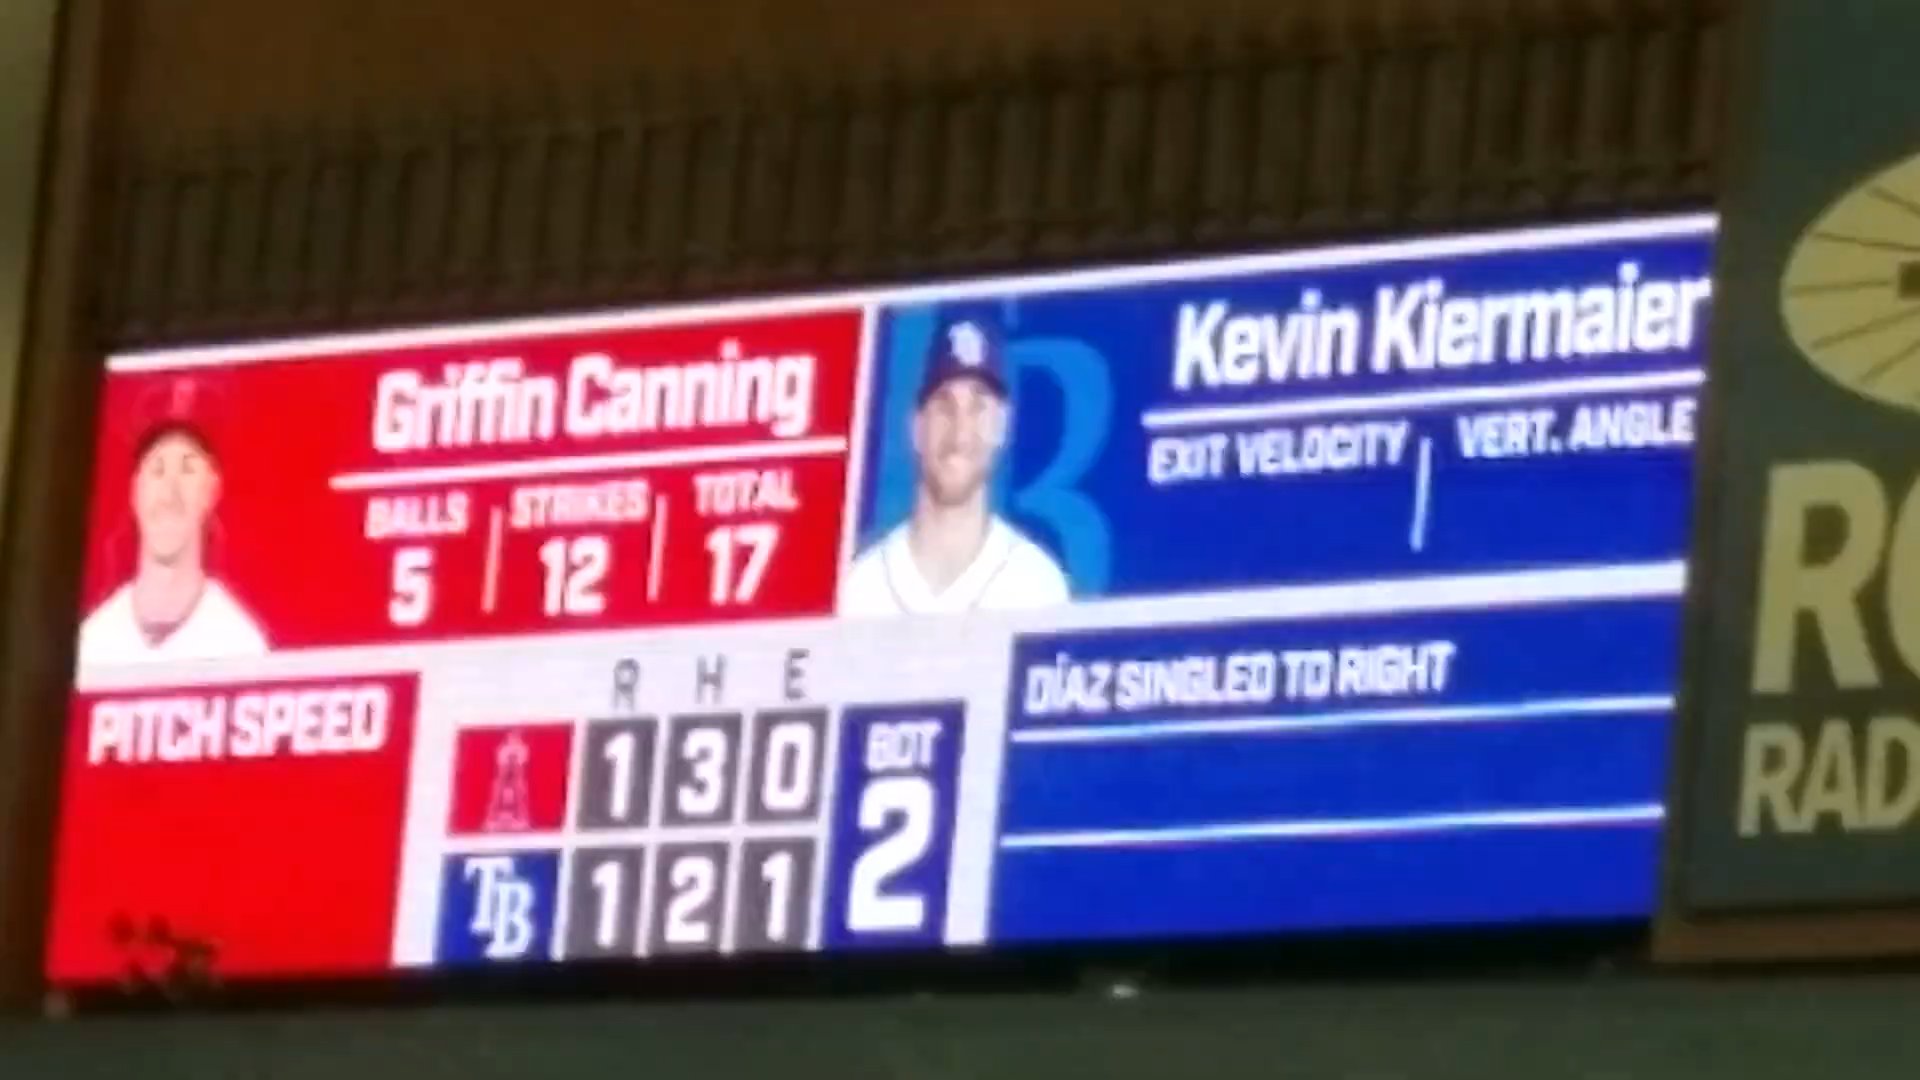 Griffin Canning
BALLS STRIKES TOTAL
5 12 17
Kevin Kiermaier
EXIT VELOCITY VERT. ANGLE
PITCH SPEED
R H E
A 1 3 0
TB 1 2 1
BOT
2
DÍAZ SINGLED TO RIGHT